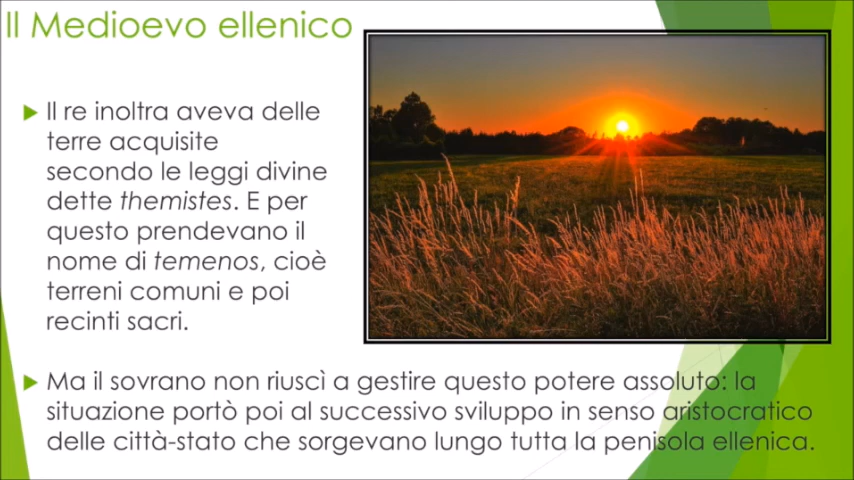 Il Medioevo ellenico
Il re inoltra aveva delle
terre acquisite
secondo le leggi divine
dette themistes. E per
questo prendevano il
nome di temenos, cioè
terreni comuni e poi
recinti sacri.
Ma il sovrano non riuscì a gestire questo potere assoluto: la
situazione portò poi al successivo sviluppo in senso aristocratico
delle città-stato che sorgevano lungo tutta la penisola ellenica.